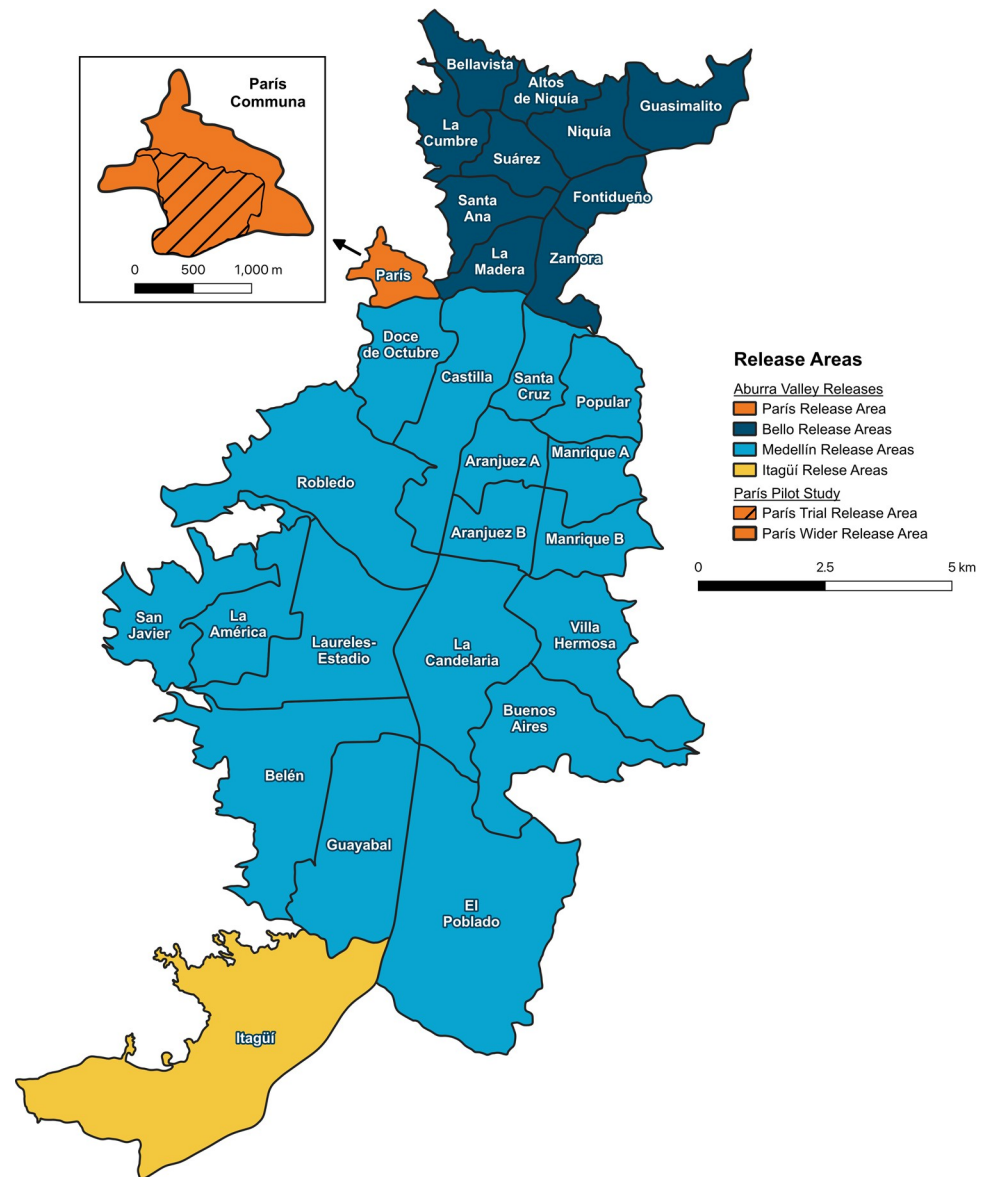 París
Communa
0 500 1,000 m
Bellavista
Altos
de Niquía
Guasimalito
La
Cumbre
Niquía
Suárez
Santa
Ana
Fontidueño
La
Madera
Zamora
París
Doce
de Octubre
Castilla
Santa
Cruz
Popular
Release Areas
Aburra Valley Releases
París Release Area
Bello Release Areas
Medellín Release Areas
Itagüí Relese Areas
París Pilot Study
París Trial Release Area
París Wider Release Area
0 2.5 5 km
Aranjuez A
Manrique A
Robledo
Aranjuez B
Manrique B
San
Javier
La
América
Laureles-
Estadio
La
Candelaria
Villa
Hermosa
Buenos
Aires
Belén
Guayabal
El
Poblado
Itagüí